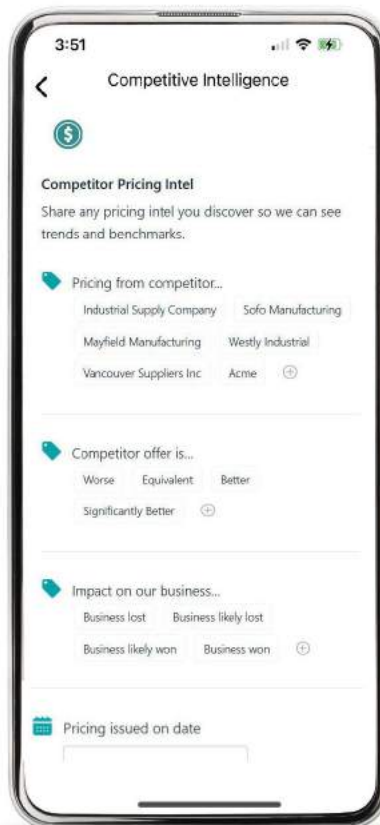 3:51
Competitive Intelligence
$
Competitor Pricing Intel
Share any pricing intel you discover so we can see
trends and benchmarks.
Pricing from competitor...
Industrial Supply Company Sofo Manufacturing
Mayfield Manufacturing Westly Industrial
Vancouver Suppliers Inc Acme
Competitor offer is...
Worse Equivalent Better
Significantly Better
Impact on our business...
Business lost Business likely lost
Business likely won Business won
Pricing issued on date